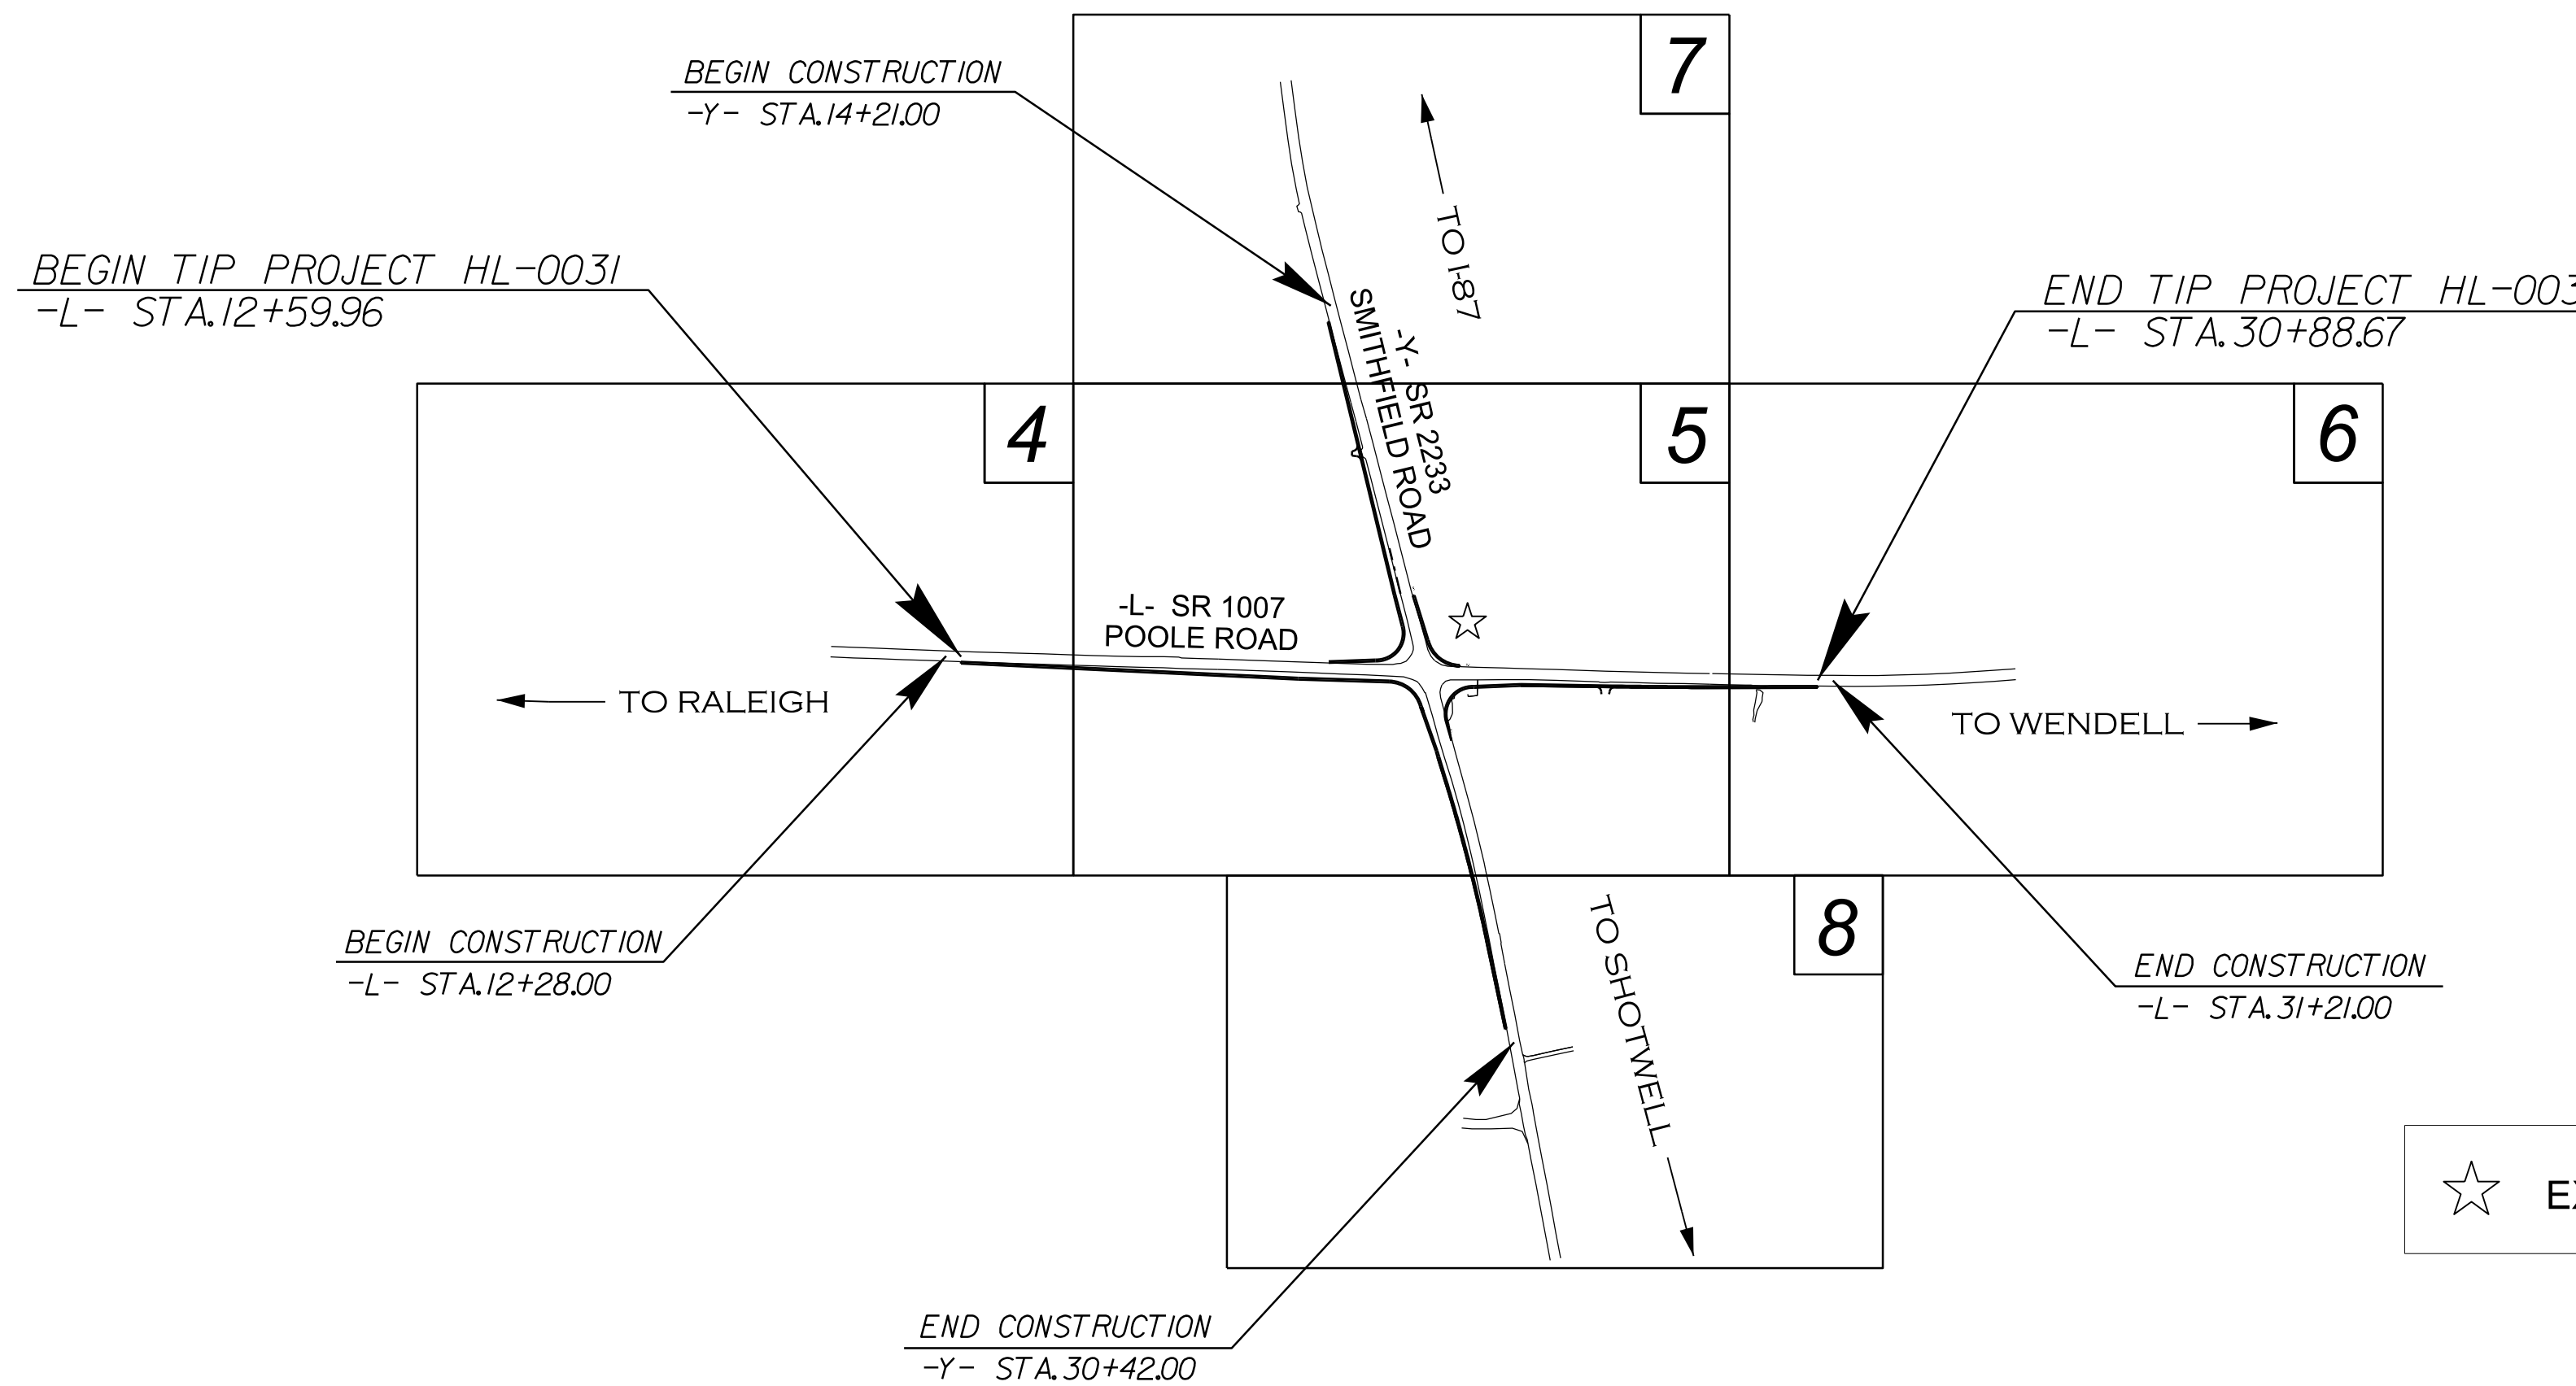 7
BEGIN CONSTRUCTION
-Y- STA.14+21.00
TO I-87
BEGIN TIP PROJECT HL-0031
-L- STA.12+59.96
END TIP PROJECT
-L- STA.30+88.67
-Y- SR 2233
SMITHFIELD ROAD
4
5
6
-L- SR 1007
POOLE ROAD
TO RALEIGH
TO WENDELL
8
TO SHOTWELL
BEGIN CONSTRUCTION
-L- STA.12+28.00
END CONSTRUCTION
-L- STA.31+21.00
END CONSTRUCTION
-Y- STA.30+42.00